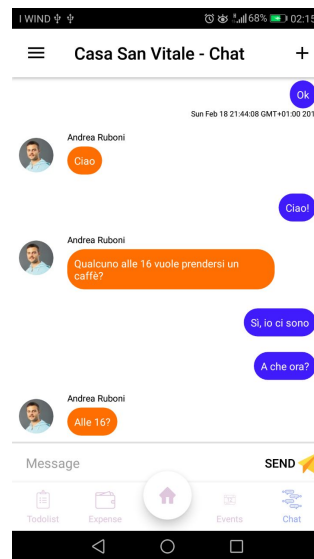 I WIND 68% 02:15
Casa San Vitale - Chat +
Ok
Sun Feb 18 21:44:08 GMT+01:00 201
Andrea Ruboni
Ciao
Ciao!
Andrea Ruboni
Qualcuno alle 16 vuole prendersi un
caffè?
Sì, io ci sono
A che ora?
Andrea Ruboni
Alle 16?
Message SEND
Todolist Expense Events Chat